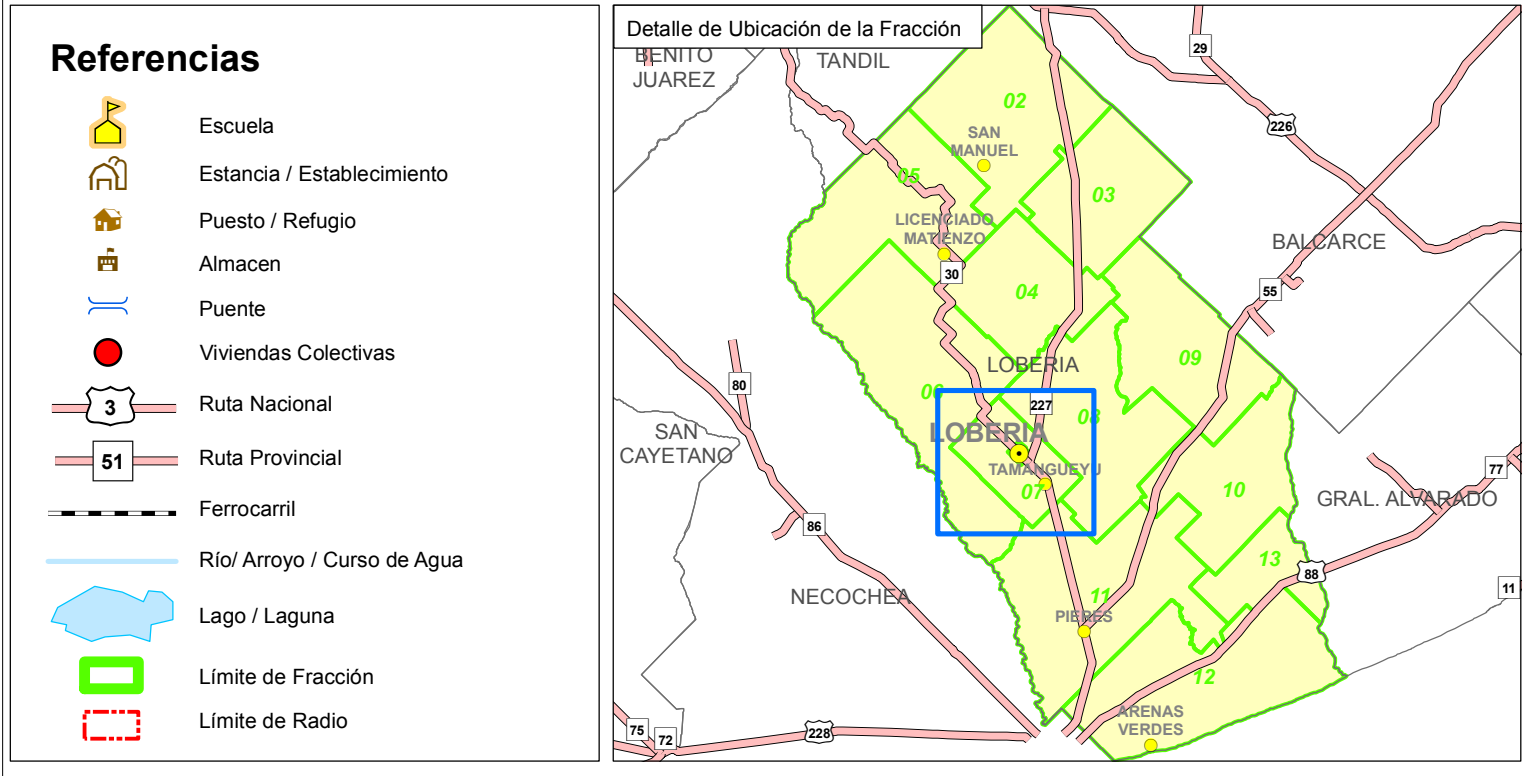 Referencias
Escuela
Estancia / Establecimiento
Puesto / Refugio
Almacen
Puente
Viviendas Colectivas
3
Ruta Nacional
51
Ruta Provincial
Ferrocarril
Río/ Arroyo / Curso de Agua
Lago / Laguna
Límite de Fracción
Límite de Radio
Detalle de Ubicación de la Fracción
BENITO
JUAREZ
TANDIL
29
02
226
SAN
MANUEL
05
03
LICENCIADO
MATIENZO
BALCARCE
30
04
55
LOBERIA
09
80
06
227
08
SAN
CAYETANO
LOBERIA
TAMANGUEYU
07
77
10
GRAL. ALVARADO
86
13
88
11
NECOCHEA
11
PIERES
12
ARENAS
VERDES
75
72
228